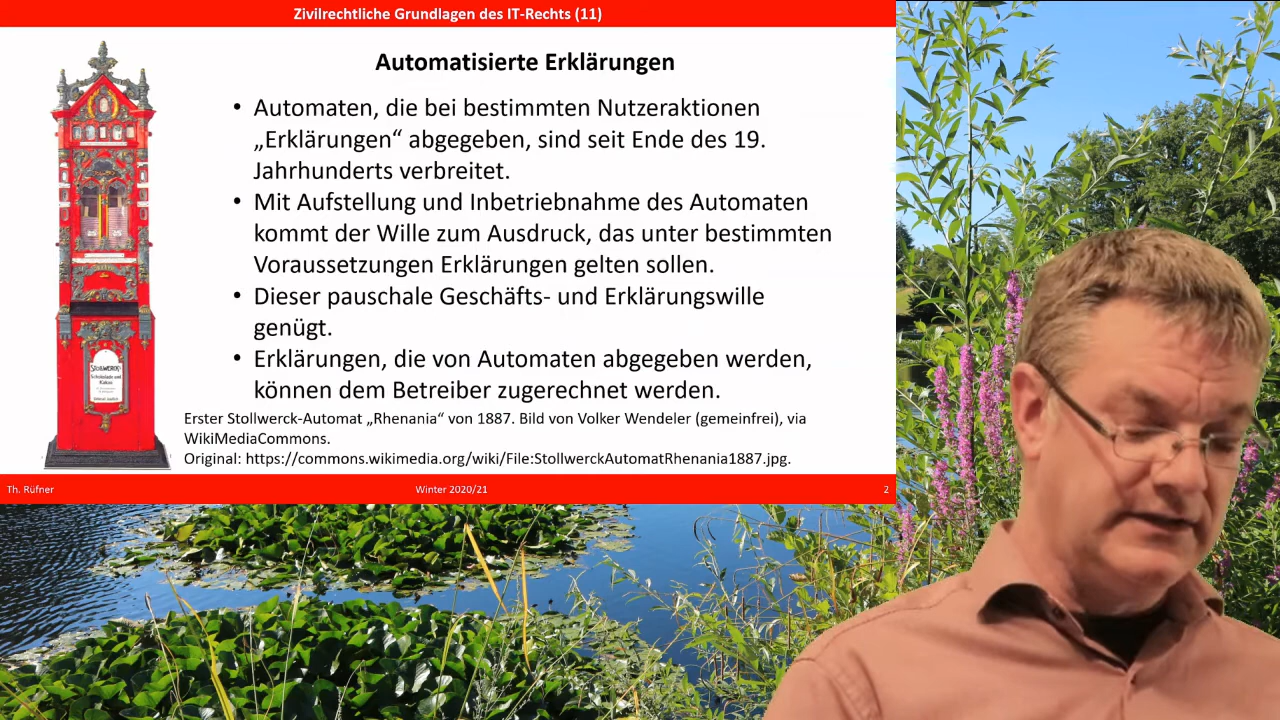 Zivilrechtliche Grundlagen des IT-Rechts (11)
Automatisierte Erklärungen
• Automaten, die bei bestimmten Nutzeraktionen
„Erklärungen“ abgegeben, sind seit Ende des 19.
Jahrhunderts verbreitet.
• Mit Aufstellung und Inbetriebnahme des Automaten
kommt der Wille zum Ausdruck, das unter bestimmten
Voraussetzungen Erklärungen gelten sollen.
• Dieser pauschale Geschäfts- und Erklärungswille
genügt.
• Erklärungen, die von Automaten abgegeben werden,
können dem Betreiber zugerechnet werden.
STOLLWERCK
Schokolade und
Kakao
Erster Stollwerck-Automat „Rhenania“ von 1887. Bild von Volker Wendeler (gemeinfrei), via
WikiMediaCommons.
Original: https://commons.wikimedia.org/wiki/File:StollwerckAutomatRhenania1887.jpg.
Th. Rüfner
Winter 2020/21
2